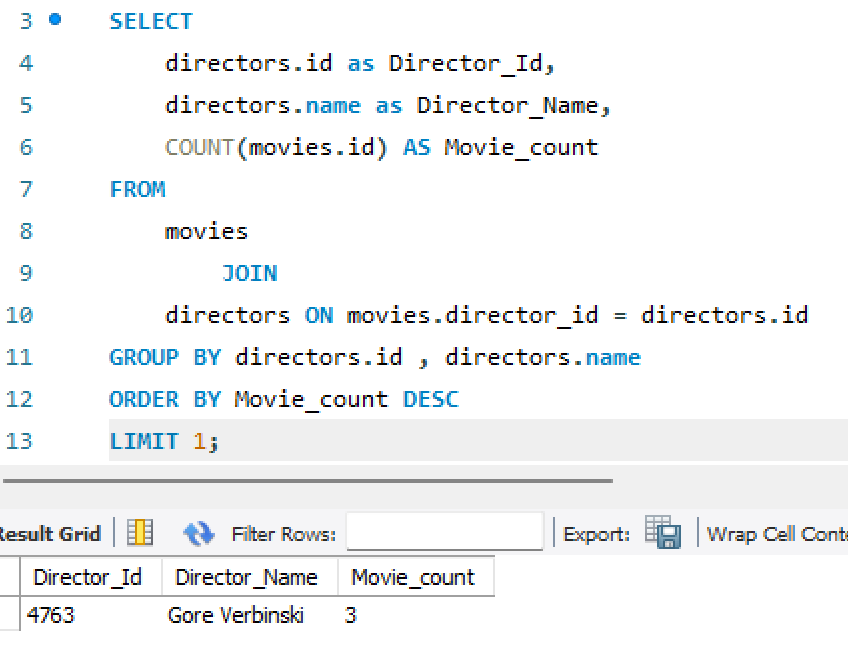 3 SELECT
4 directors.id as Director_Id,
5 directors.name as Director_Name,
6 COUNT(movies.id) AS Movie_count
7 FROM
8 movies
9 JOIN
10 directors ON movies.director_id = directors.id
11 GROUP BY directors.id , directors.name
12 ORDER BY Movie_count DESC
13 LIMIT 1;
Result Grid Filter Rows: Export: Wrap Cell Conte
Director_Id Director_Name Movie_count
4763 Gore Verbinski 3